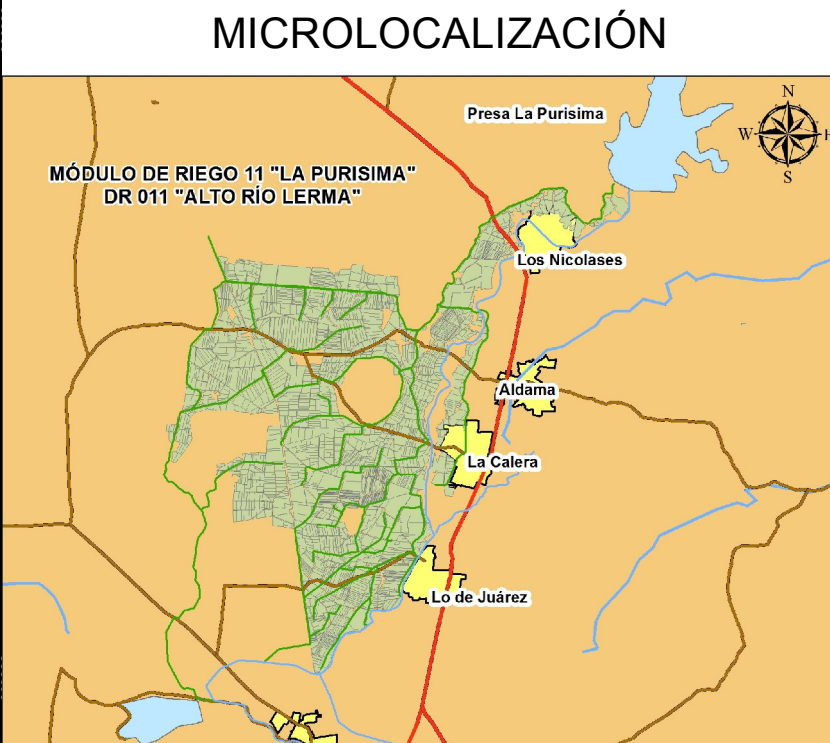 MICROLOCALIZACIÓN
Presa La Purisima
N
W
E
S
MÓDULO DE RIEGO 11 "LA PURISIMA"
DR 011 "ALTO RÍO LERMA"
Los Nicolases
Aldama
La Calera
Lo de Juárez